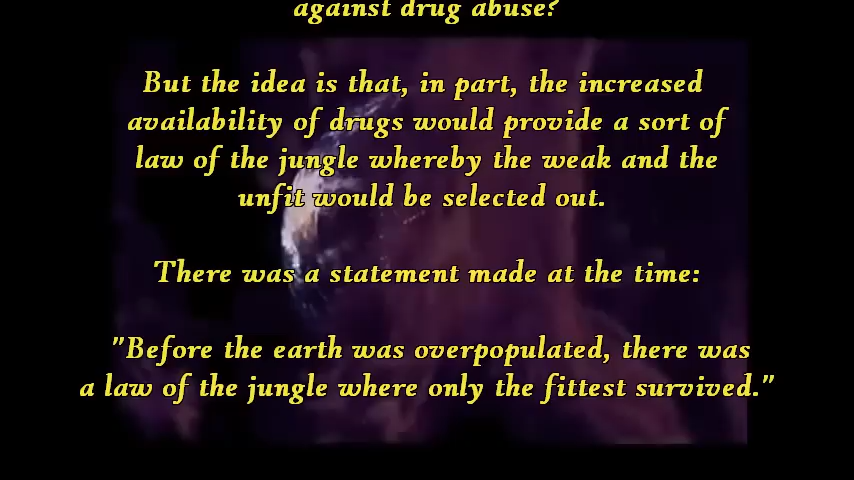 against drug abuse?
But the idea is that, in part, the increased
availability of drugs would provide a sort of
law of the jungle whereby the weak and the
unfit would be selected out.
There was a statement made at the time:
"Before the earth was overpopulated, there was
a law of the jungle where only the fittest survived."